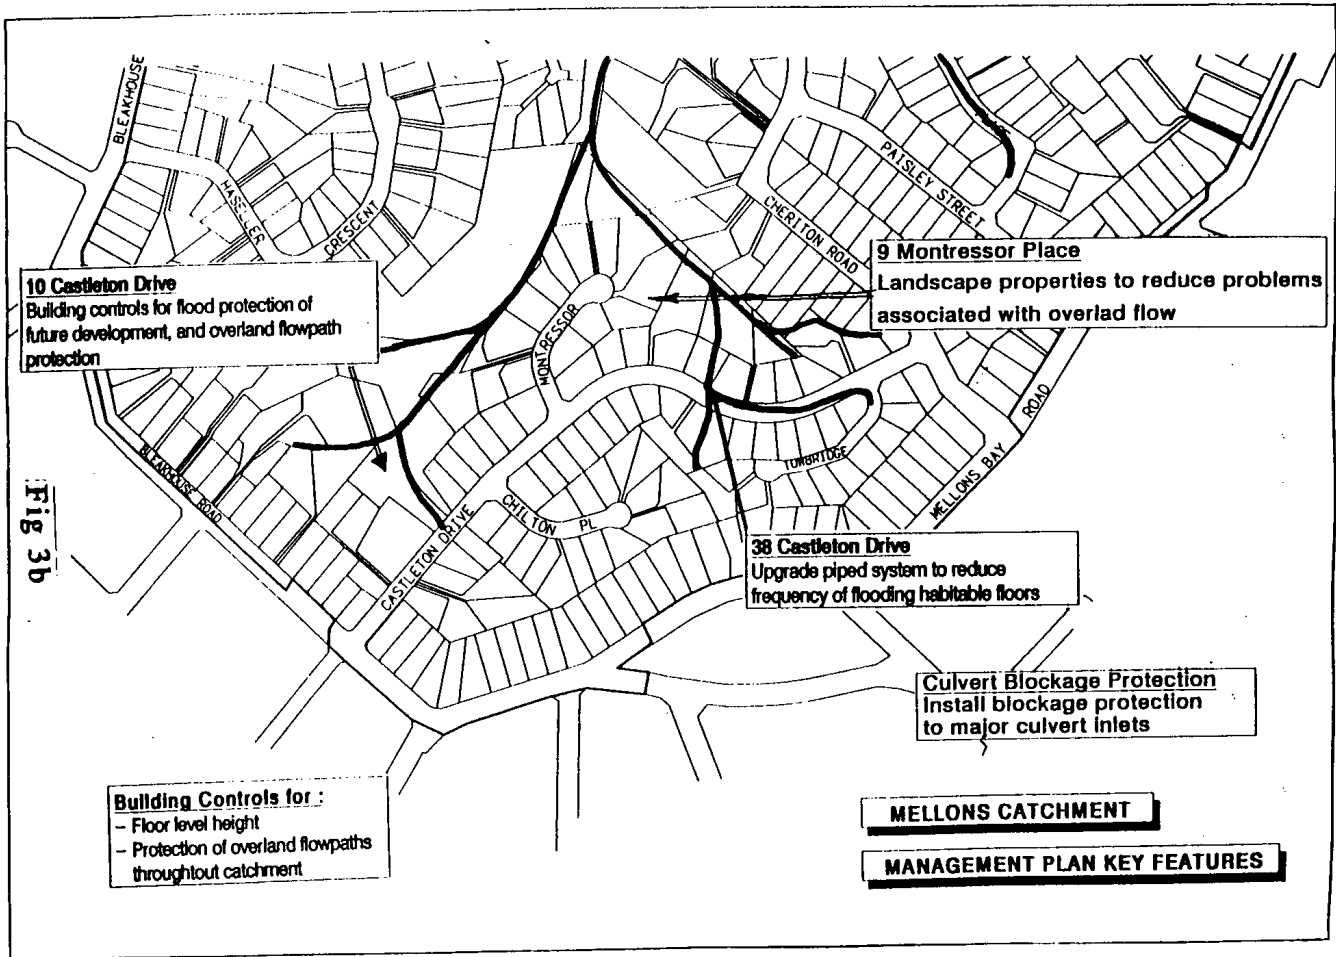 BLEAKHOUSE
HASSELER
CRESCENT
PAISLEY STREET
CHERITON ROAD
10 Castleton Drive
Building controls for flood protection of
future development, and overland flowpath
protection
9 Montressor Place
Landscape properties to reduce problems
associated with overlad flow
MONTRESSOR
BLEAKHOUSE ROAD
CASTLETON DRIVE
CHILTON PL
TUNBRIDGE
MELLONS BAY ROAD
Fig 3b
38 Castleton Drive
Upgrade piped system to reduce
frequency of flooding habitable floors
Culvert Blockage Protection
Install blockage protection
to major culvert inlets
Building Controls for :
– Floor level height
– Protection of overland flowpaths
throughtout catchment
MELLONS CATCHMENT
MANAGEMENT PLAN KEY FEATURES